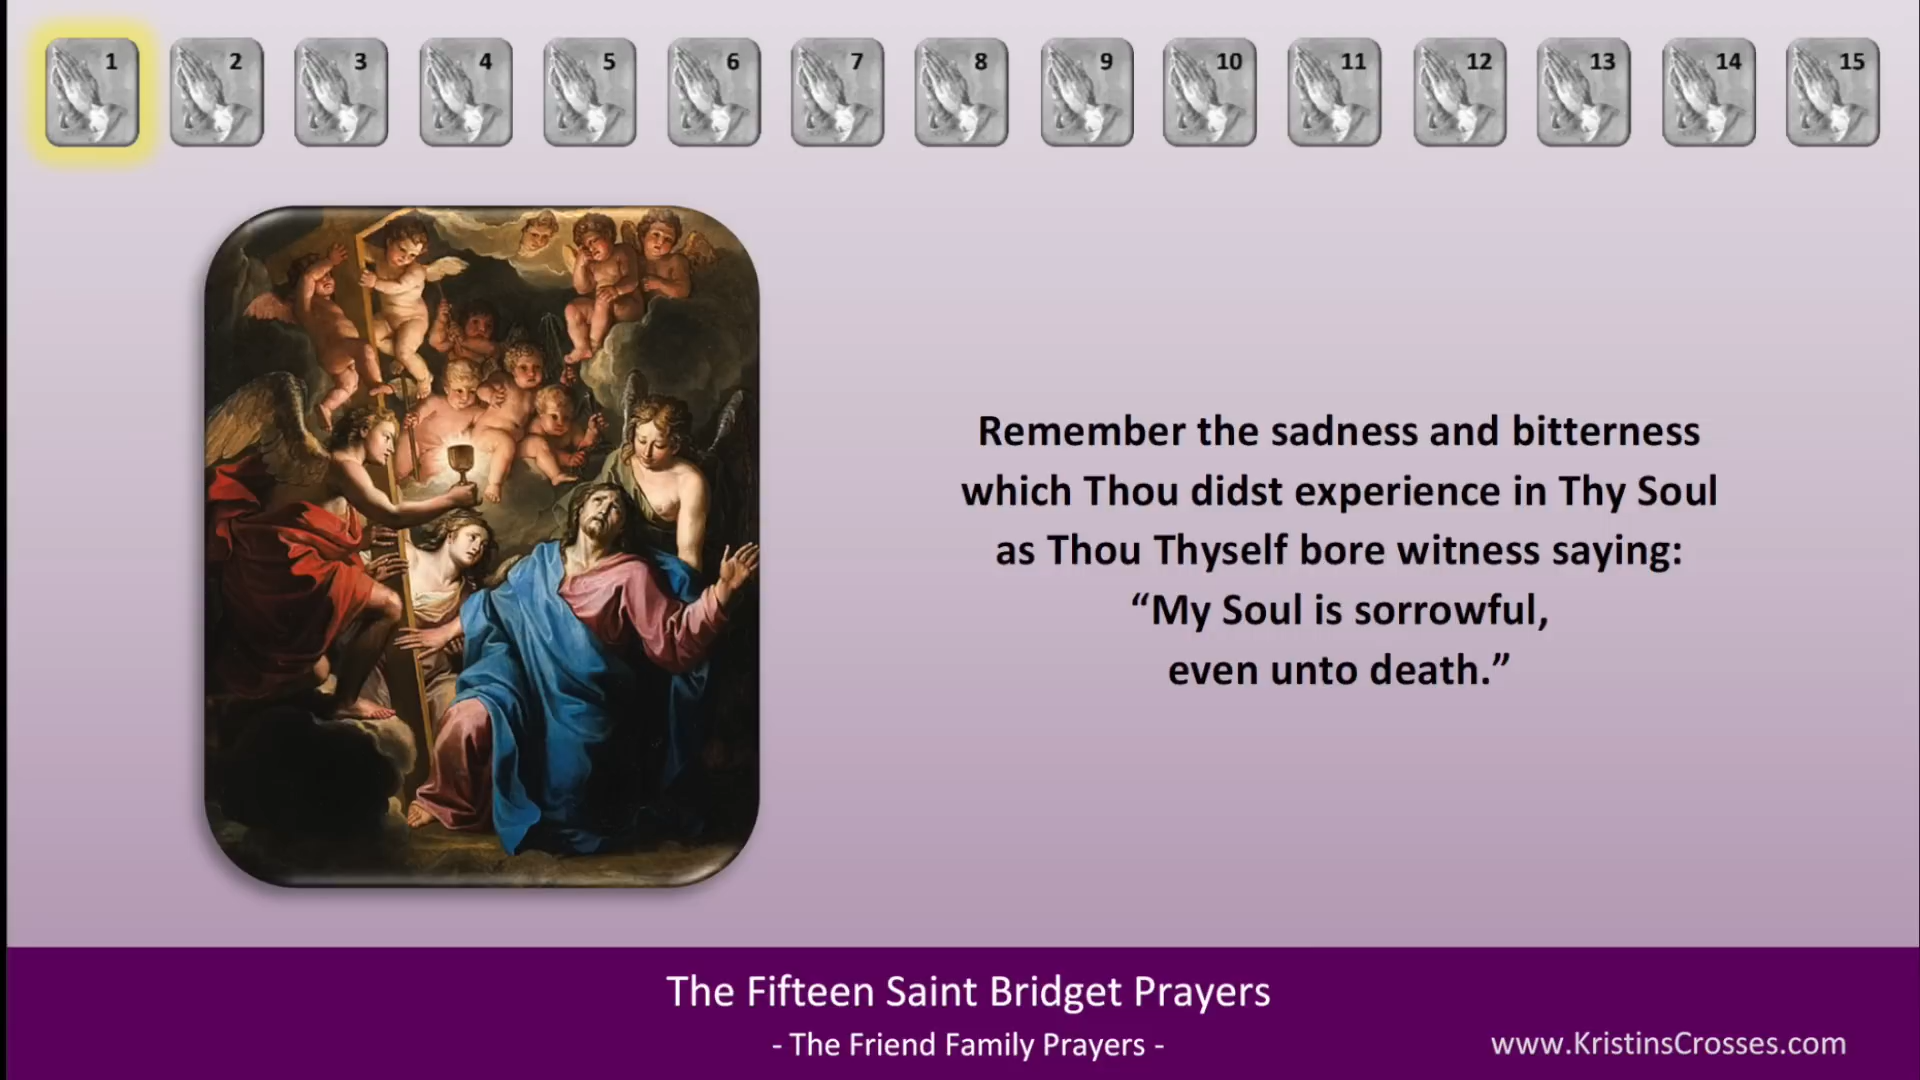 1 2 3 4 5 6 7 8 9 10 11 12 13 14 15
Remember the sadness and bitterness
which Thou didst experience in Thy Soul
as Thou Thyself bore witness saying:
“My Soul is sorrowful,
even unto death.”
The Fifteen Saint Bridget Prayers
- The Friend Family Prayers -
www.KristinsCrosses.com